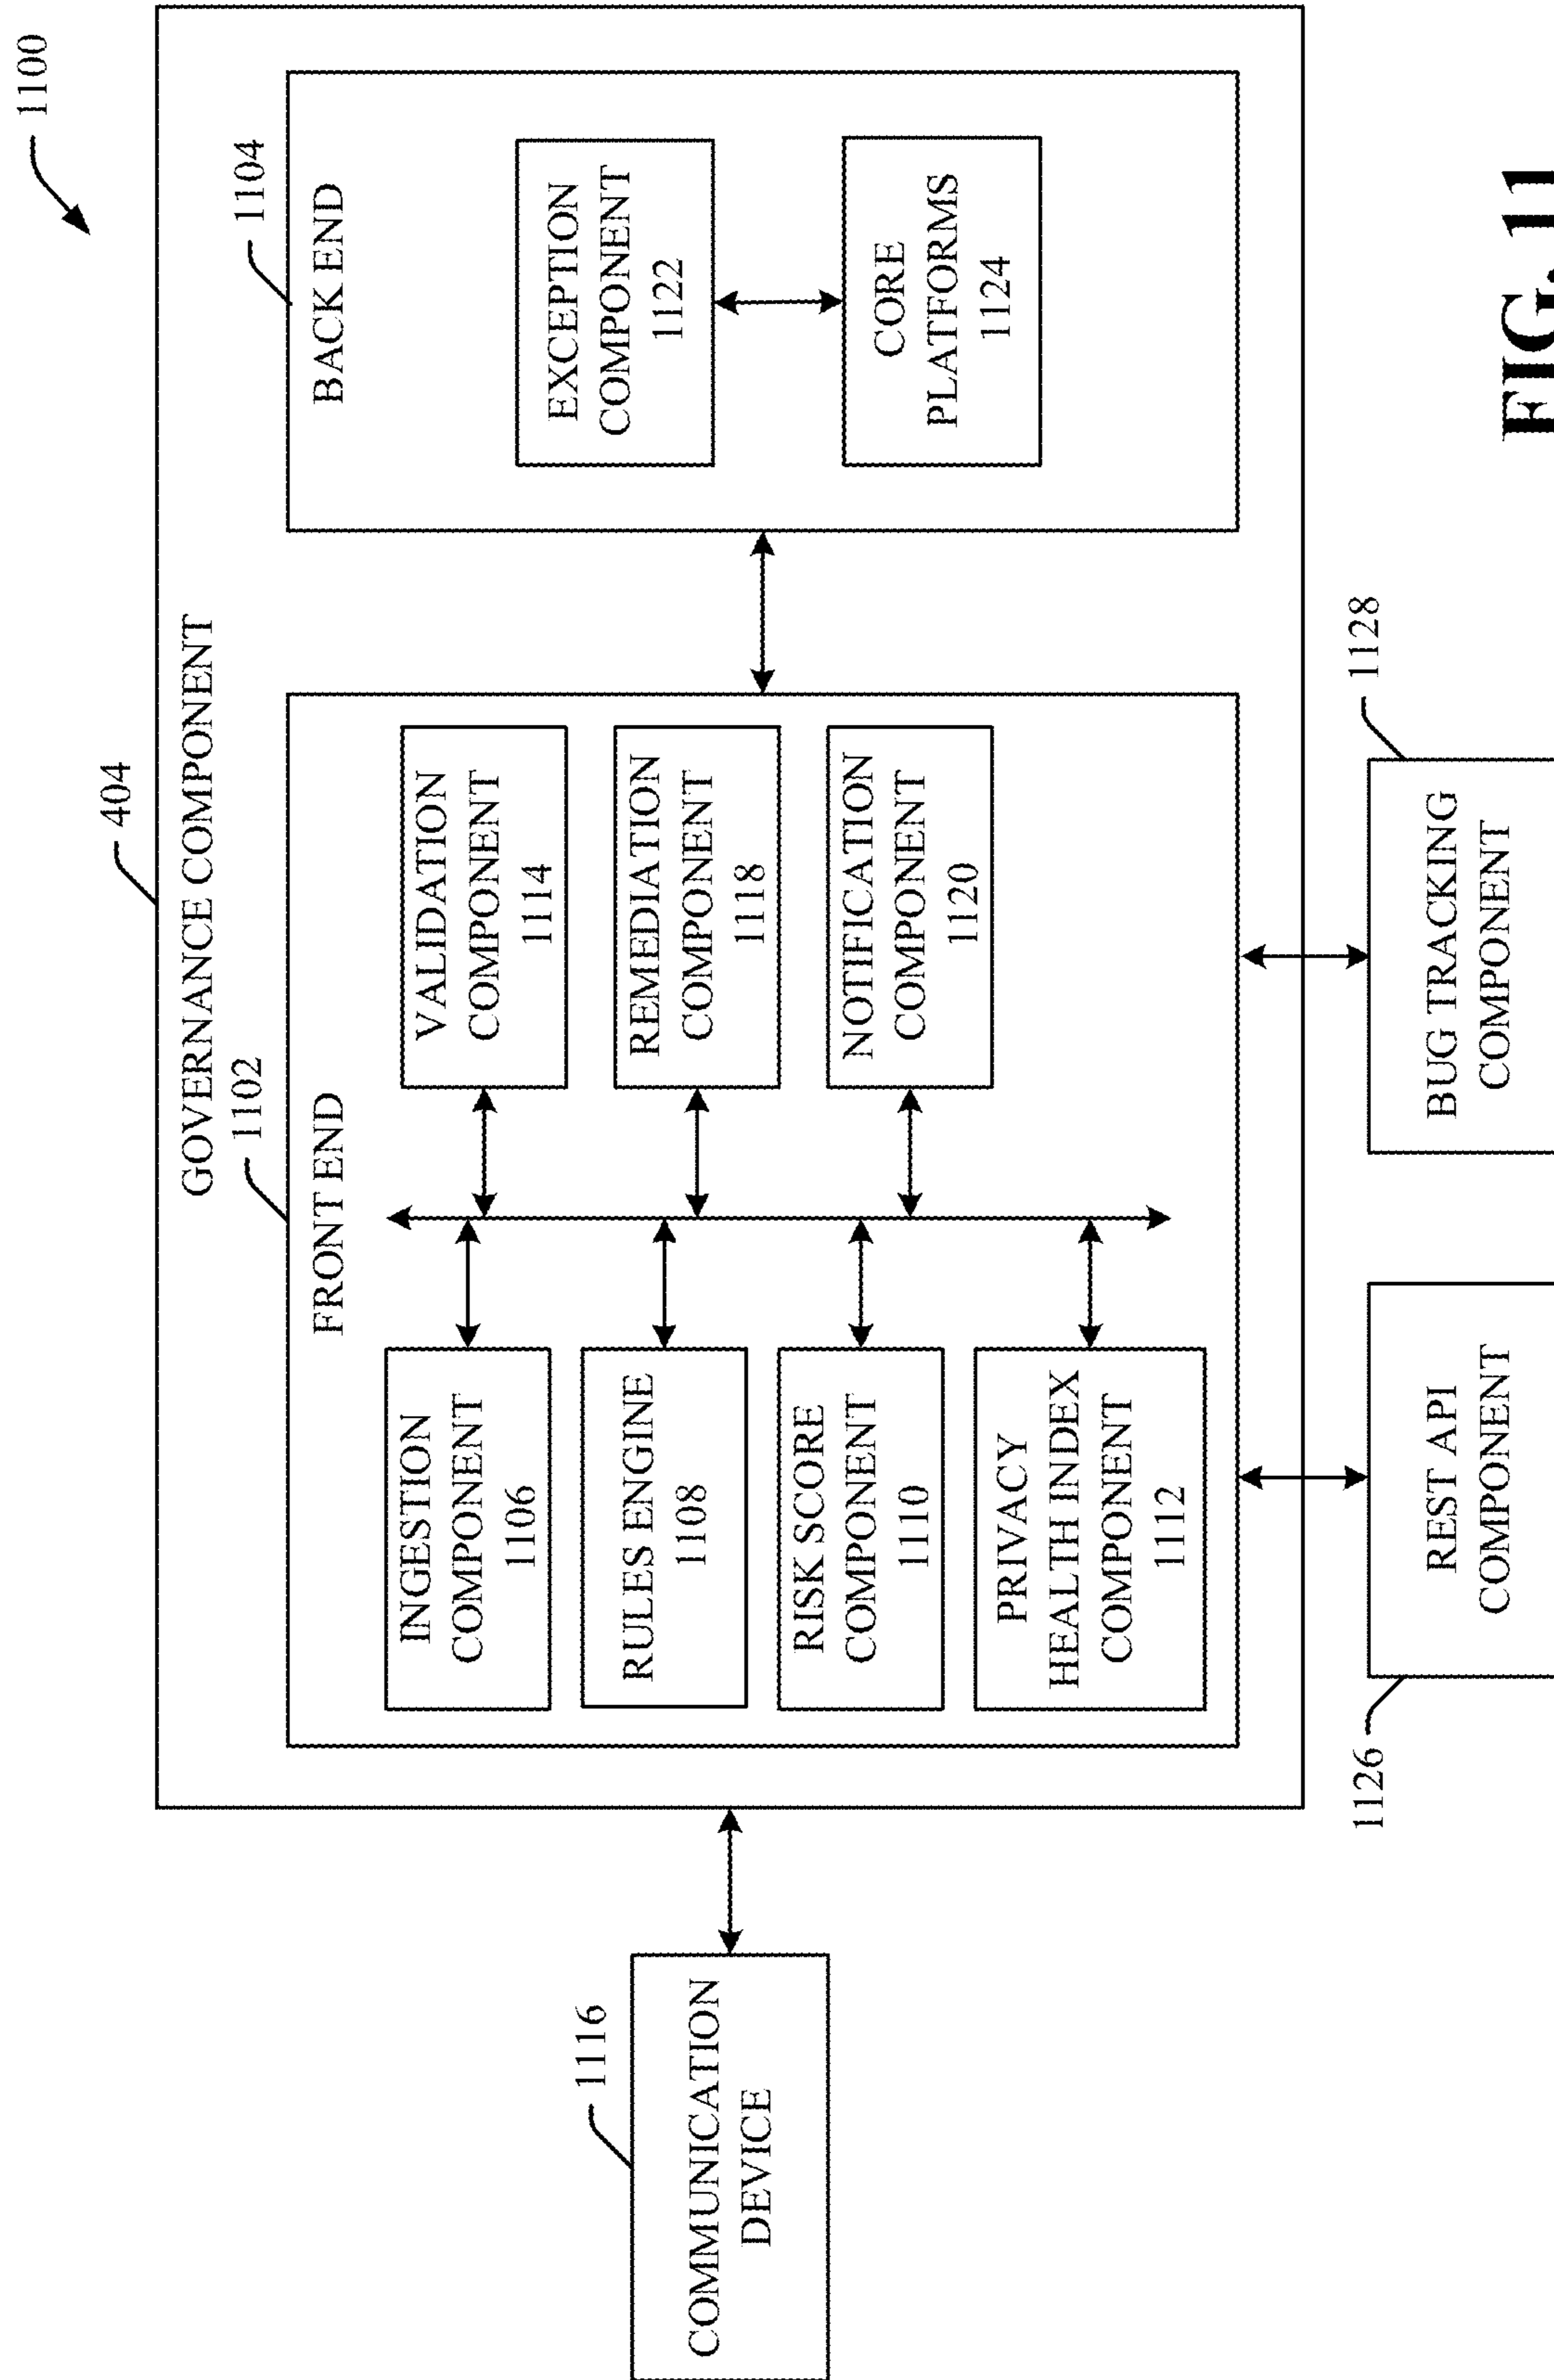 1100
404
GOVERNANCE COMPONENT
1102
FRONT END
INGESTION
COMPONENT
1106
RULES ENGINE
1108
RISK SCORE
COMPONENT
1110
PRIVACY
HEALTH INDEX
COMPONENT
1112
VALIDATION
COMPONENT
1114
REMEDIATION
COMPONENT
1118
NOTIFICATION
COMPONENT
1120
1104
BACK END
EXCEPTION
COMPONENT
1122
CORE
PLATFORMS
1124
1116
COMMUNICATION
DEVICE
1126
REST API
COMPONENT
1128
BUG TRACKING
COMPONENT
FIG. 11